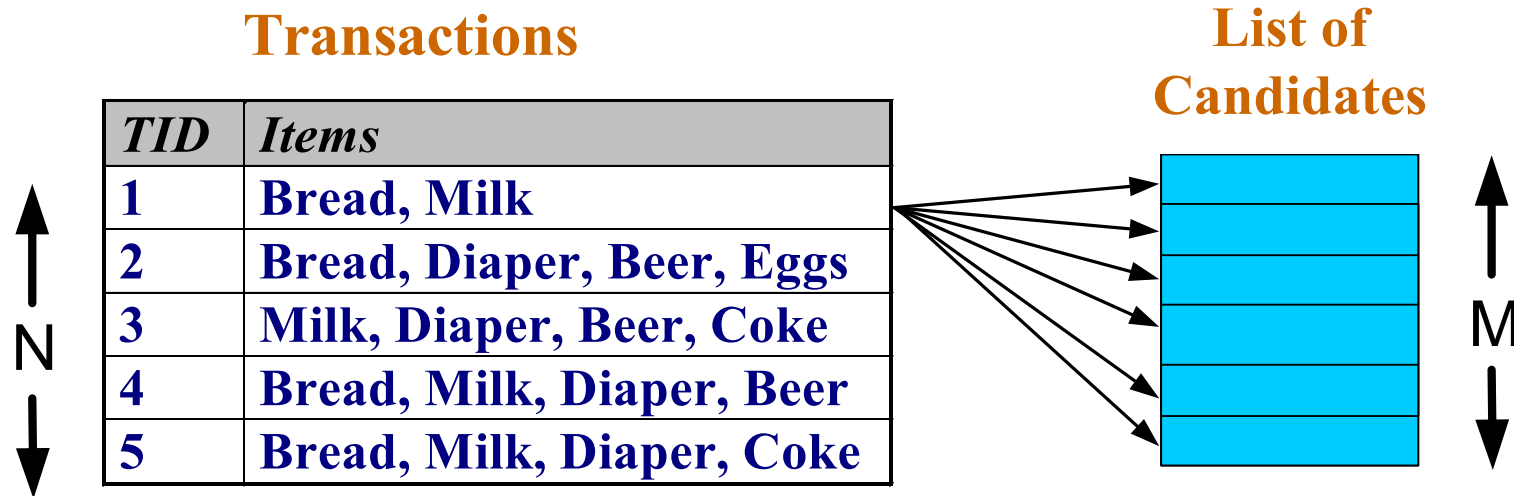 Transactions
List of
Candidates
TID Items
1 Bread, Milk
2 Bread, Diaper, Beer, Eggs
3 Milk, Diaper, Beer, Coke
4 Bread, Milk, Diaper, Beer
5 Bread, Milk, Diaper, Coke
N
M